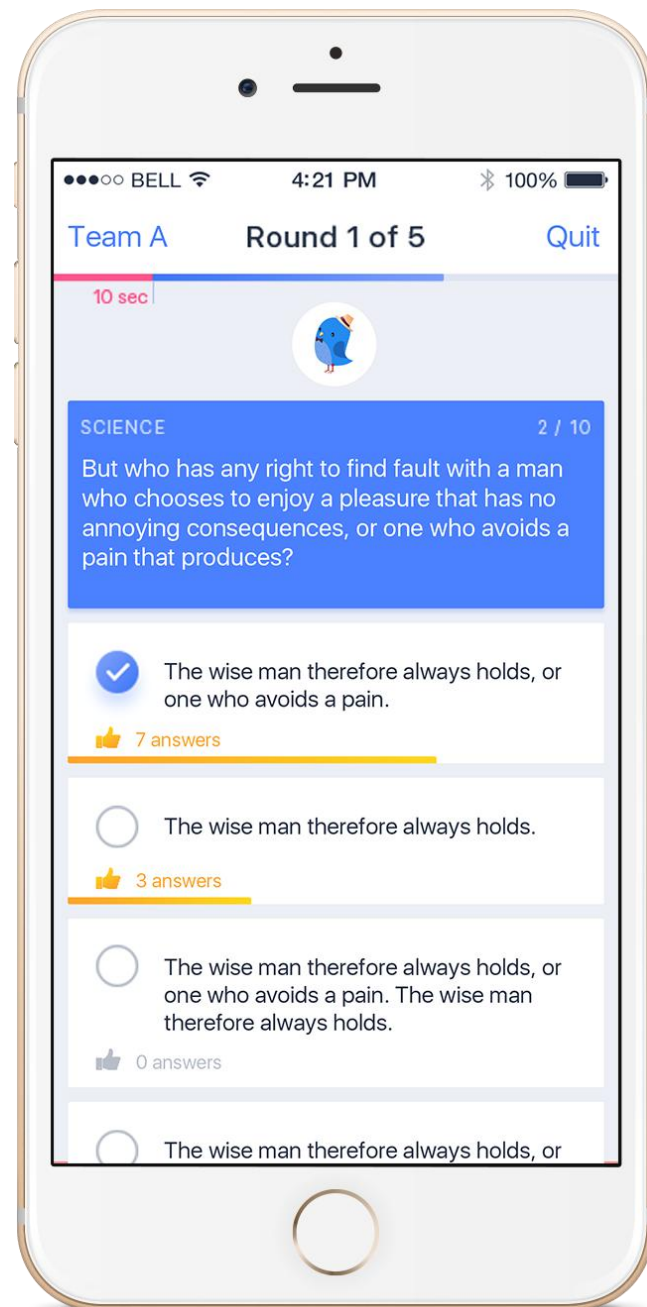 BELL 4:21 PM 100%
Team A Round 1 of 5 Quit
10 sec
SCIENCE 2 / 10
But who has any right to find fault with a man
who chooses to enjoy a pleasure that has no
annoying consequences, or one who avoids a
pain that produces?
The wise man therefore always holds, or
one who avoids a pain.
7 answers
The wise man therefore always holds.
3 answers
The wise man therefore always holds, or
one who avoids a pain. The wise man
therefore always holds.
0 answers
The wise man therefore always holds, or